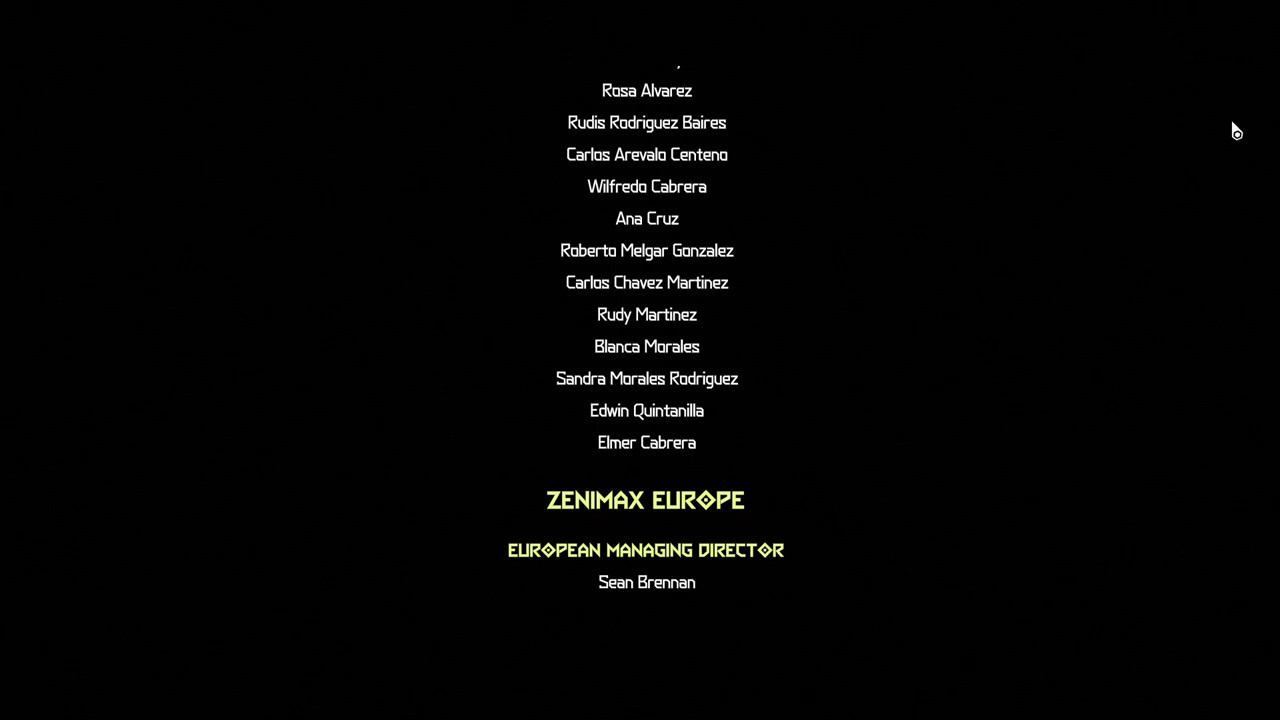 Rosa Alvarez
Rudis Rodriguez Baires
Carlos Arevalo Centeno
Wilfredo Cabrera
Ana Cruz
Roberto Melgar Gonzalez
Carlos Chavez Martinez
Rudy Martinez
Blanca Morales
Sandra Morales Rodriguez
Edwin Quintanilla
Elmer Cabrera
ZENIMAX EUROPE
EUROPEAN MANAGING DIRECTOR
Sean Brennan